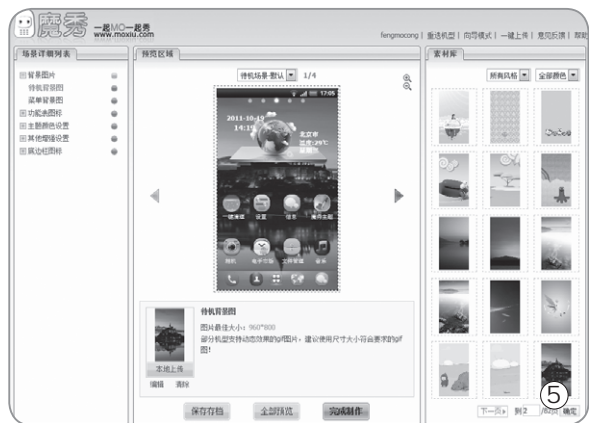 魔秀 一起MO一起秀
www.moxiu.com
fengmocong | 重选机型 | 向导模式 | 一键上传 | 意见反馈 | 帮助
场景详细列表
背景图片
待机背景图
菜单背景图
功能表图标
主题颜色设置
其他增强设置
底边栏图标
预览区域
待机场景-默认 1/4
17:05
2011-10-19
14:19
北京市
一键清理 设置 信息 魔秀主题
相机 电子市场 文件管理 音乐
待机背景图
图片最佳大小：960*800
部分机型支持动态效果的gif图片，建议使用尺寸大小符合要求的gif
图！
本地上传
编辑 清除
保存存档 全部预览 完成制作
素材库
所有风格 全部颜色
下一页 到 2 /82页 确定
⑤